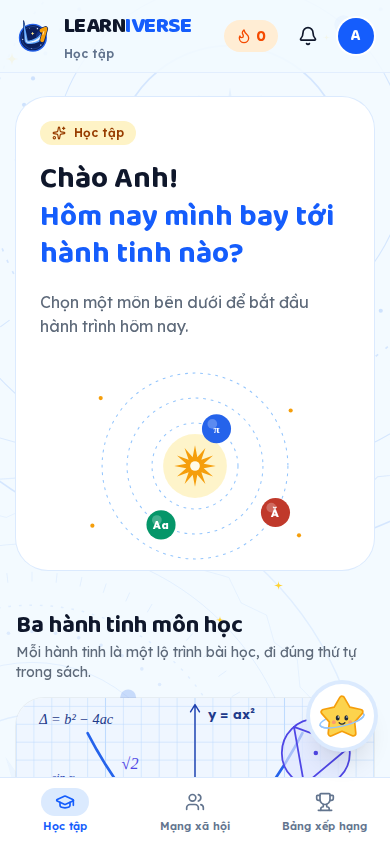 LEARNIVERSE
Học tập
0
A
Học tập
Chào Anh!
Hôm nay mình bay tới
hành tinh nào?
Chọn một môn bên dưới để bắt đầu
hành trình hôm nay.
π
Aa
Ă
Ba hành tinh môn học
Mỗi hành tinh là một lộ trình bài học, đi đúng thứ tự
trong sách.
Δ = b² − 4ac
y = ax²
√2
Học tập
Mạng xã hội
Bảng xếp hạng